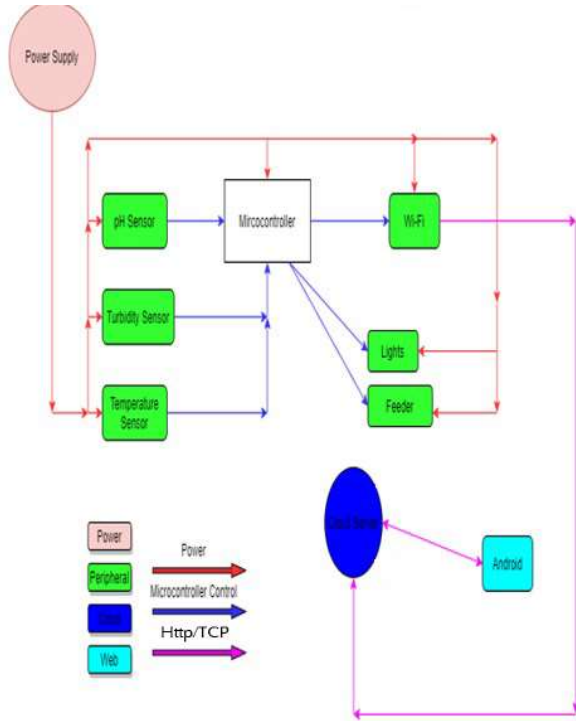 Power Supply
pH Sensor
Mircocontroller
Wi-Fi
Turbidity Sensor
Lights
Temperature
Sensor
Feeder
Android
Power
Power
Peripheral
Microcontroller Control
Http/TCP
Web